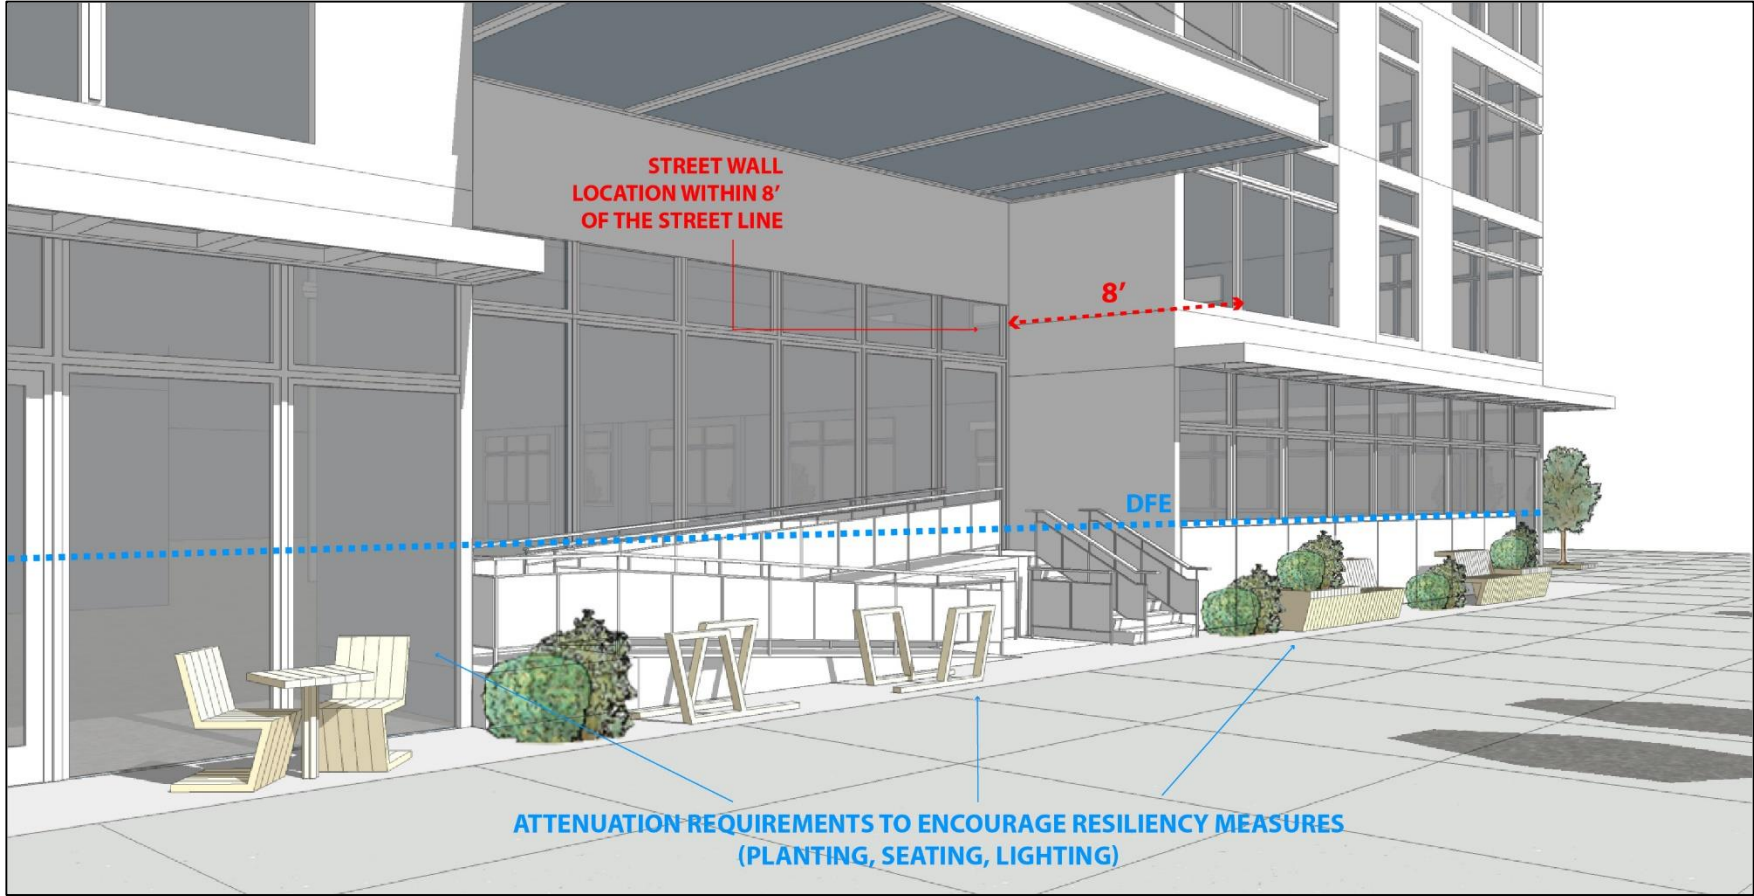 STREET WALL
LOCATION WITHIN 8’
OF THE STREET LINE
8’
DFE
ATTENUATION REQUIREMENTS TO ENCOURAGE RESILIENCY MEASURES
(PLANTING, SEATING, LIGHTING)